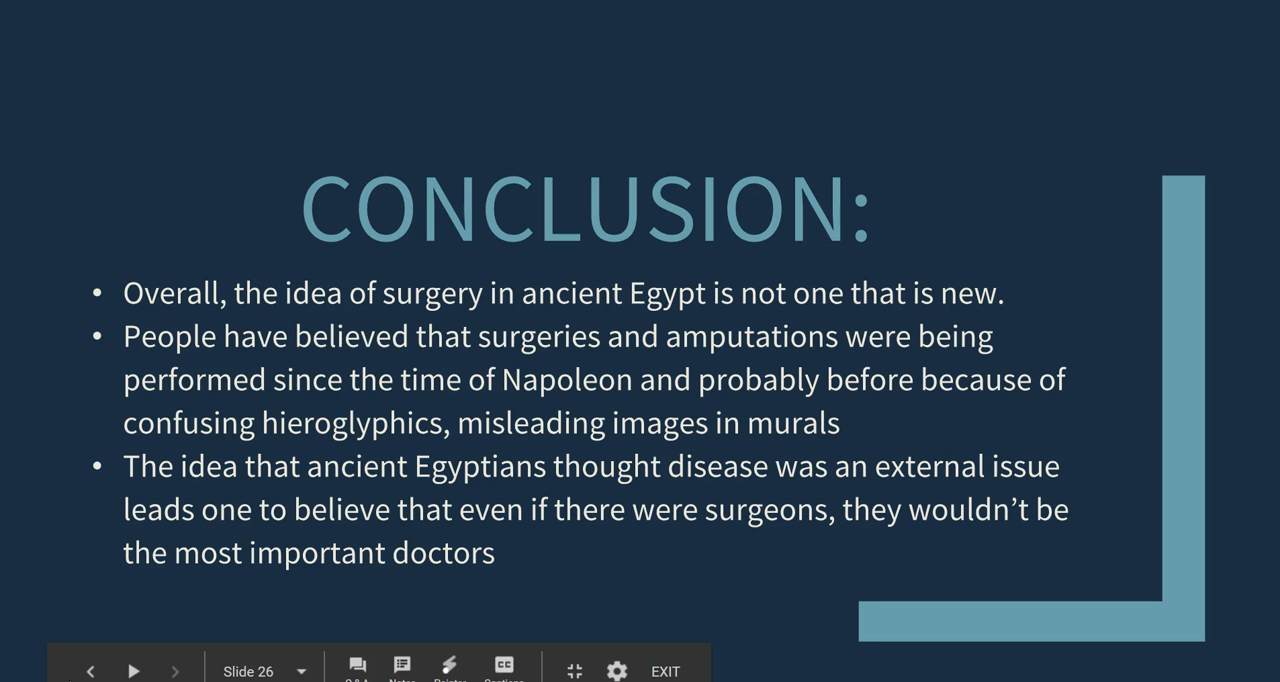 CONCLUSION:
• Overall, the idea of surgery in ancient Egypt is not one that is new.
• People have believed that surgeries and amputations were being
performed since the time of Napoleon and probably before because of
confusing hieroglyphics, misleading images in murals
• The idea that ancient Egyptians thought disease was an external issue
leads one to believe that even if there were surgeons, they wouldn’t be
the most important doctors
Slide 26 CC EXIT